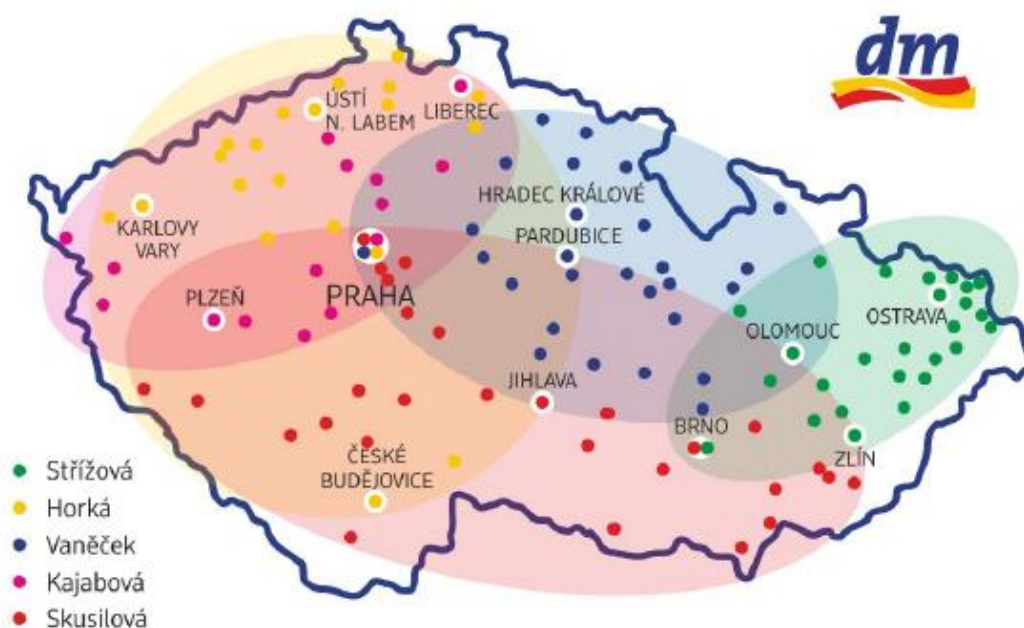 dm
ÚSTÍ
N. LABEM
LIBEREC
HRADEC KRÁLOVÉ
KARLOVY
VARY
PARDUBICE
PLZEŇ
PRAHA
OLOMOUC
OSTRAVA
JIHLAVA
BRNO
ZLÍN
ČESKÉ
BUDĚJOVICE
Střížová
Horká
Vaněček
Kajabová
Skusilová